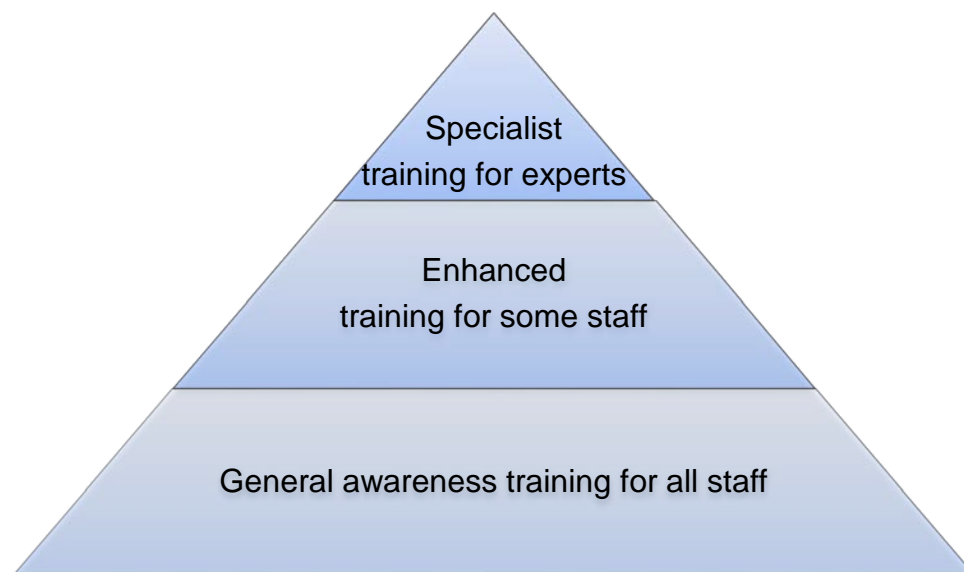 Specialist
training for experts
Enhanced
training for some staff
General awareness training for all staff